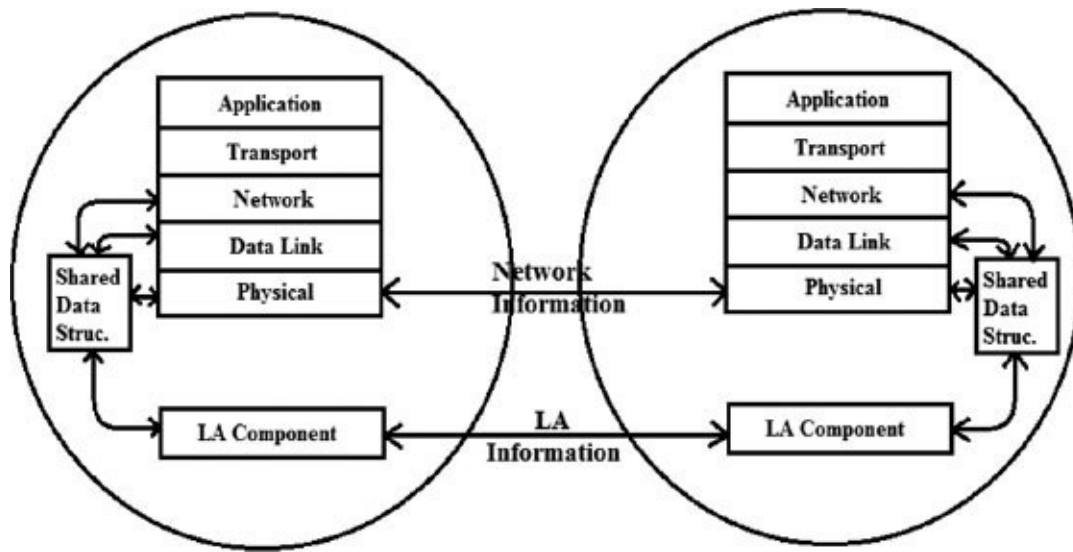 Application
Transport
Network
Data Link
Physical
Shared
Data
Struc.
LA Component
Network
Information
LA
Information
Application
Transport
Network
Data Link
Physical
Shared
Data
Struc.
LA Component